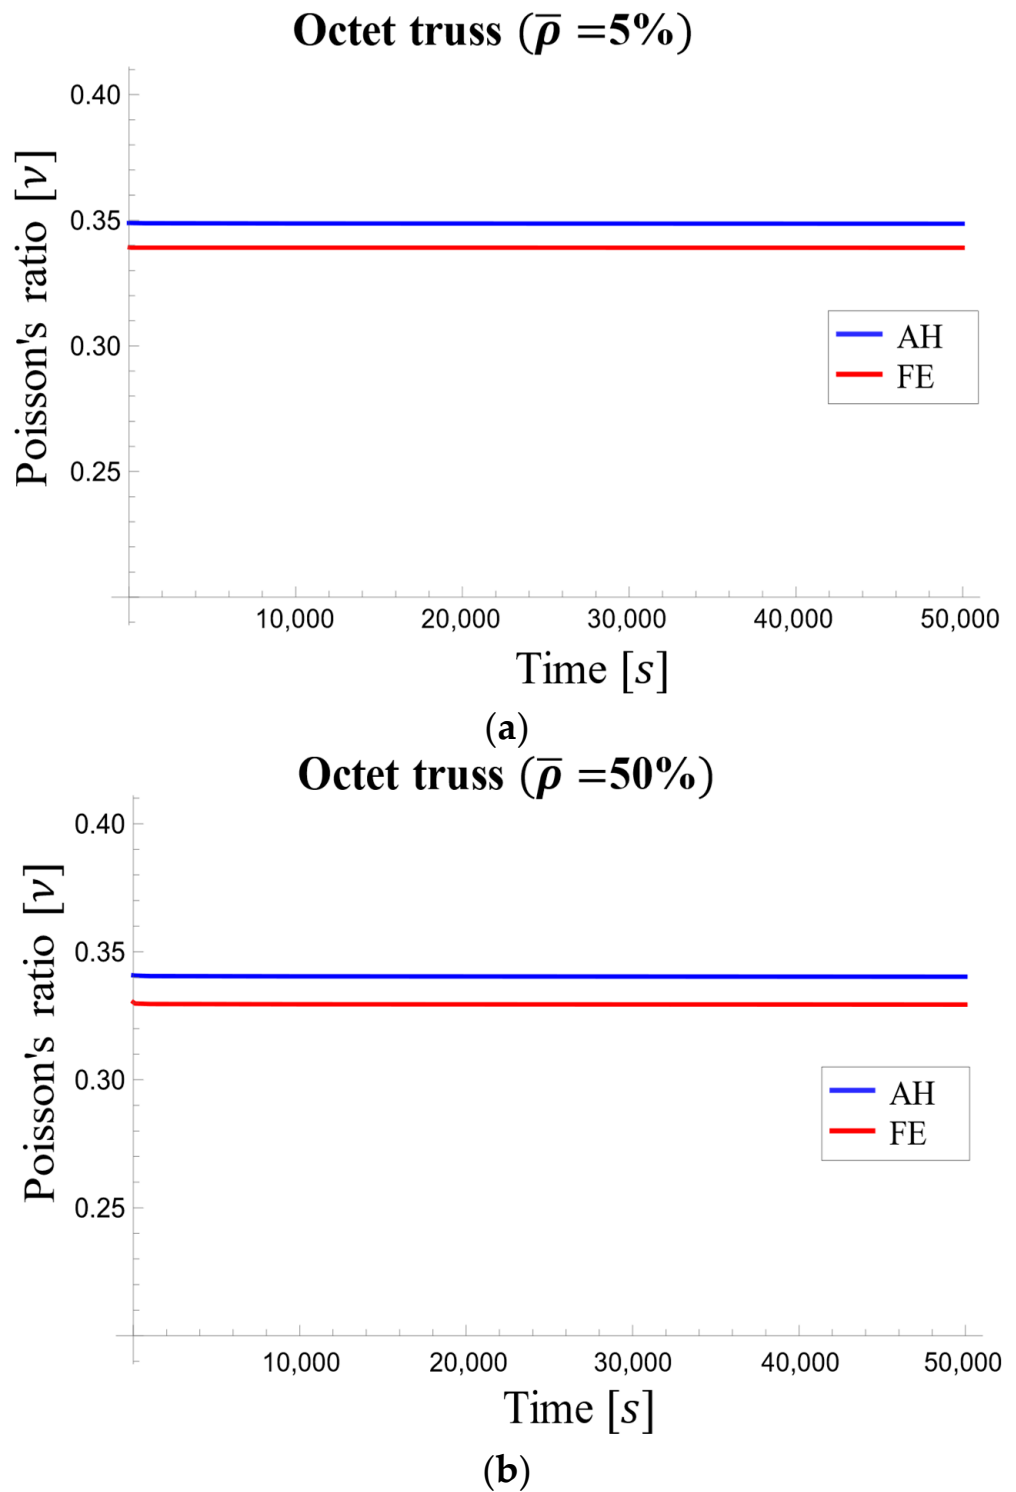 Octet truss (ρ̅ =5%)
Poisson's ratio [ν]
0.40
0.35
0.30
0.25
AH
FE
10,000 20,000 30,000 40,000 50,000
Time [s]
(a)
Octet truss (ρ̅ =50%)
Poisson's ratio [ν]
0.40
0.35
0.30
0.25
AH
FE
10,000 20,000 30,000 40,000 50,000
Time [s]
(b)